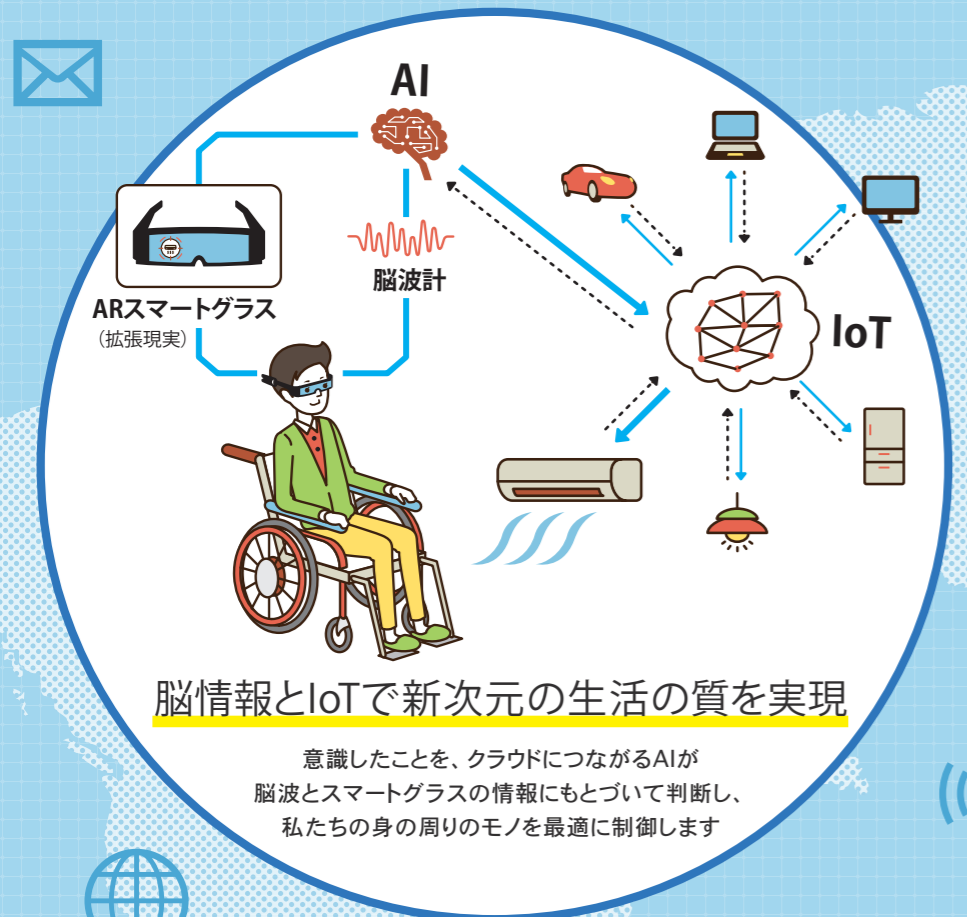 AI
ARスマートグラス
（拡張現実）
脳波計
IoT
脳情報とIoTで新次元の生活の質を実現
意識したことを、クラウドにつながるAIが
脳波とスマートグラスの情報にもとづいて判断し、
私たちの身の周りのモノを最適に制御します